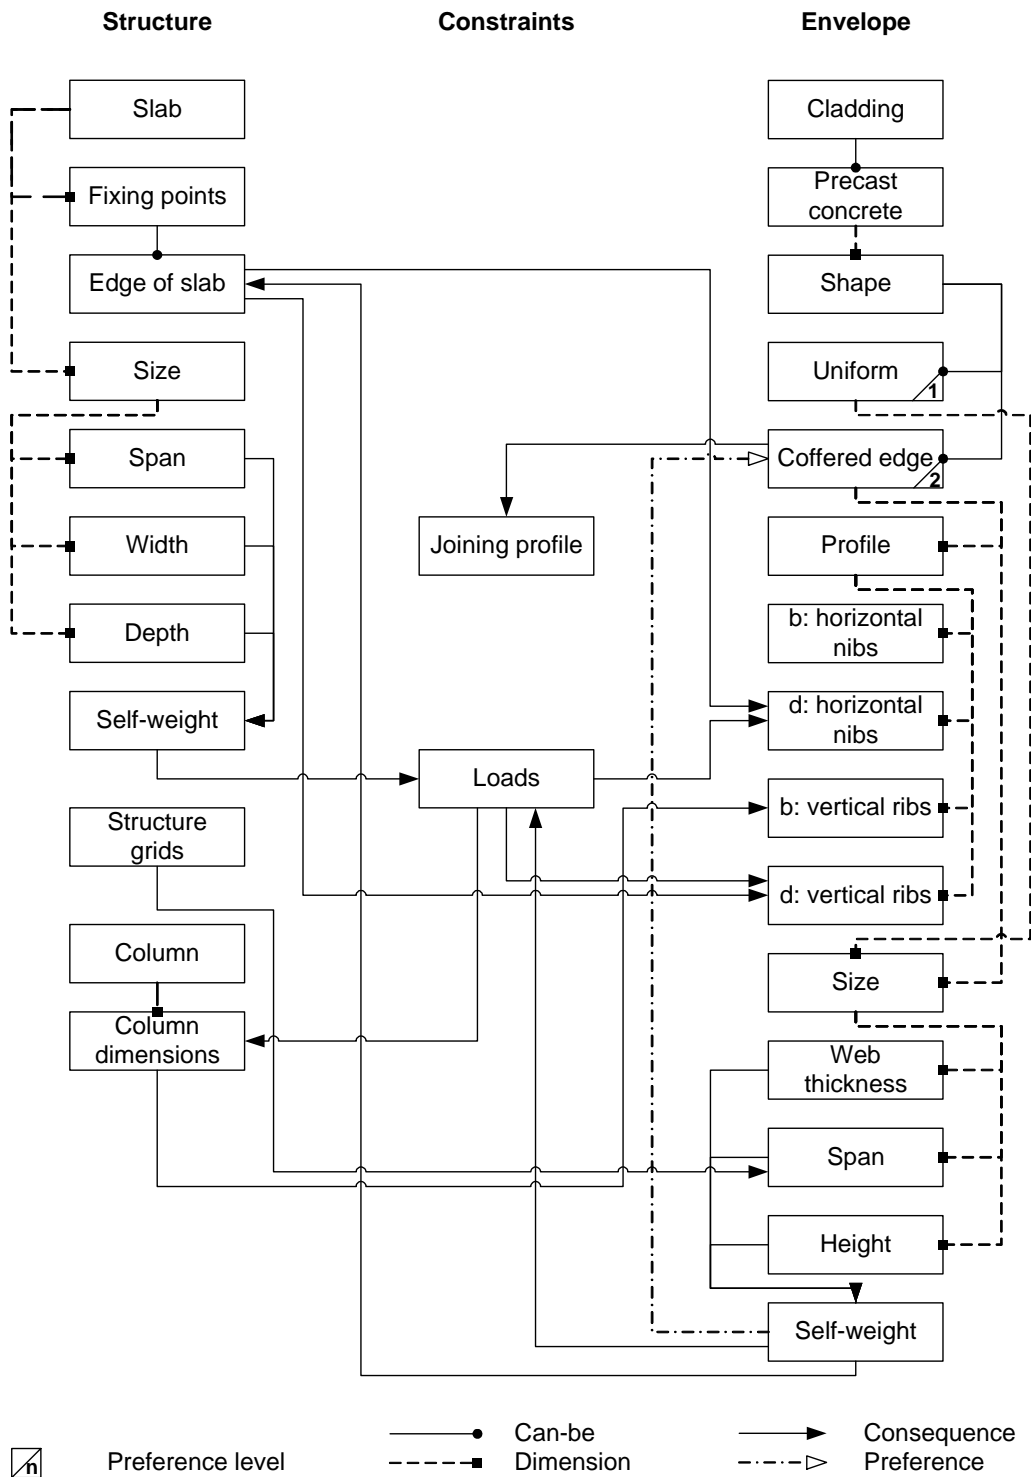 Structure
Constraints
Envelope
Slab
Cladding
Fixing points
Precast
concrete
Edge of slab
Shape
Size
Uniform
1
Span
Coffered edge
2
Width
Joining profile
Profile
Depth
b: horizontal
nibs
Self-weight
d: horizontal
nibs
Loads
Structure
grids
b: vertical ribs
d: vertical ribs
Column
Size
Column
dimensions
Web
thickness
Span
Height
Self-weight
n
Preference level
Can-be
Dimension
Consequence
Preference